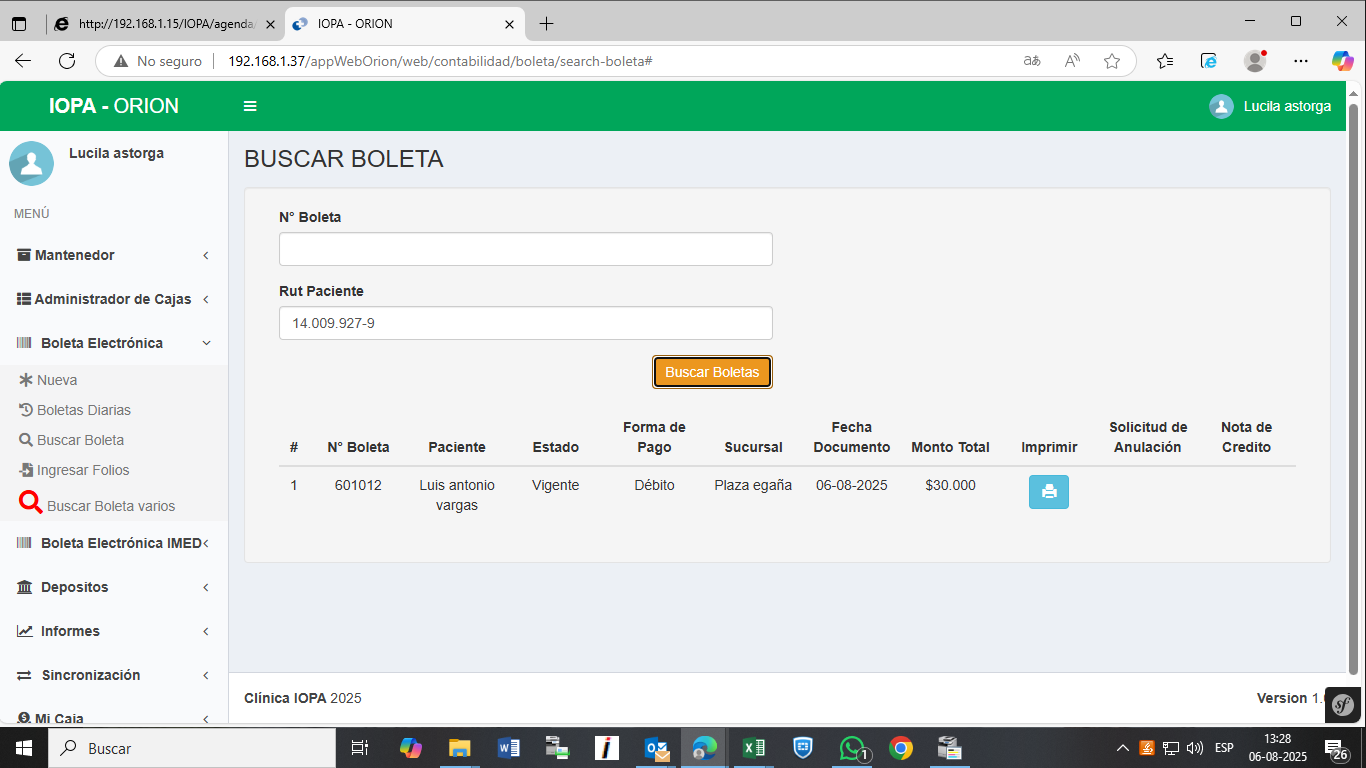 http://192.168.1.15/IOPA/agenda/
IOPA - ORION
No seguro
192.168.1.37/appWebOrion/web/contabilidad/boleta/search-boleta#
IOPA - ORION
Lucila astorga
Lucila astorga
MENÚ
Mantenedor
Administrador de Cajas
Boleta Electrónica
Nueva
Boletas Diarias
Buscar Boleta
Ingresar Folios
Buscar Boleta varios
Boleta Electrónica IMED
Depositos
Informes
Sincronización
Mi Caja
BUSCAR BOLETA
N° Boleta
Rut Paciente
14.009.927-9
Buscar Boletas
# N° Boleta Paciente Estado Forma de Pago Sucursal Fecha Documento Monto Total Imprimir Solicitud de Anulación Nota de Credito
1 601012 Luis antonio vargas Vigente Débito Plaza egaña 06-08-2025 $30.000
Clínica IOPA 2025
Version 1.
sf
Buscar
1
ESP
13:28
06-08-2025
26